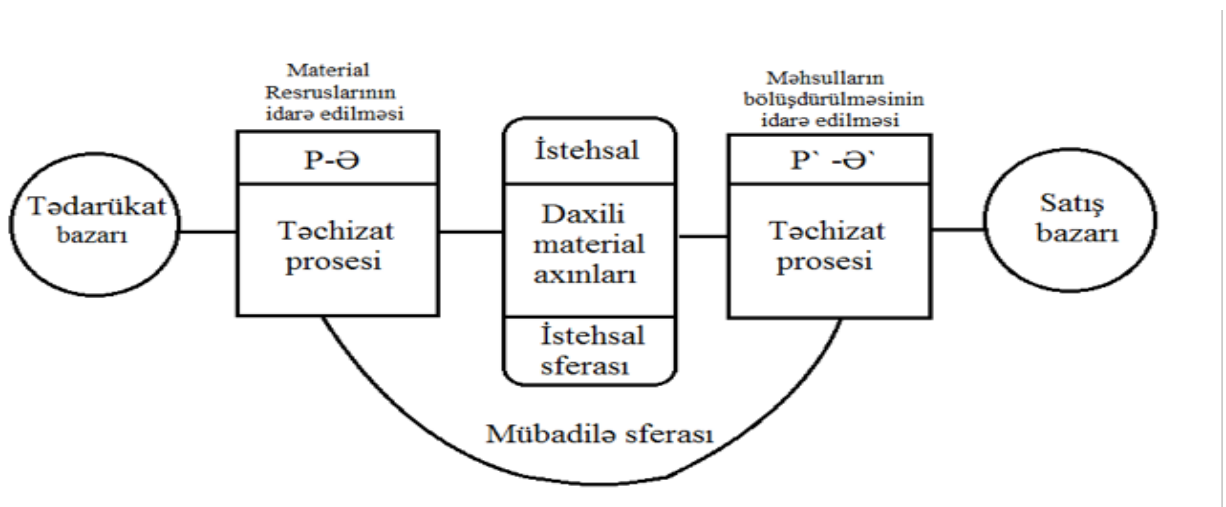 Material
Resruslarının
idarə edilməsi
P-Ə
Təchizat
prosesi
Tədarükat
bazarı
İstehsal
Daxili
material
axınları
İstehsal
sferası
Məhsulların
bölüşdürülməsinin
idarə edilməsi
P` -Ə`
Təchizat
prosesi
Satış
bazarı
Mübadilə sferası